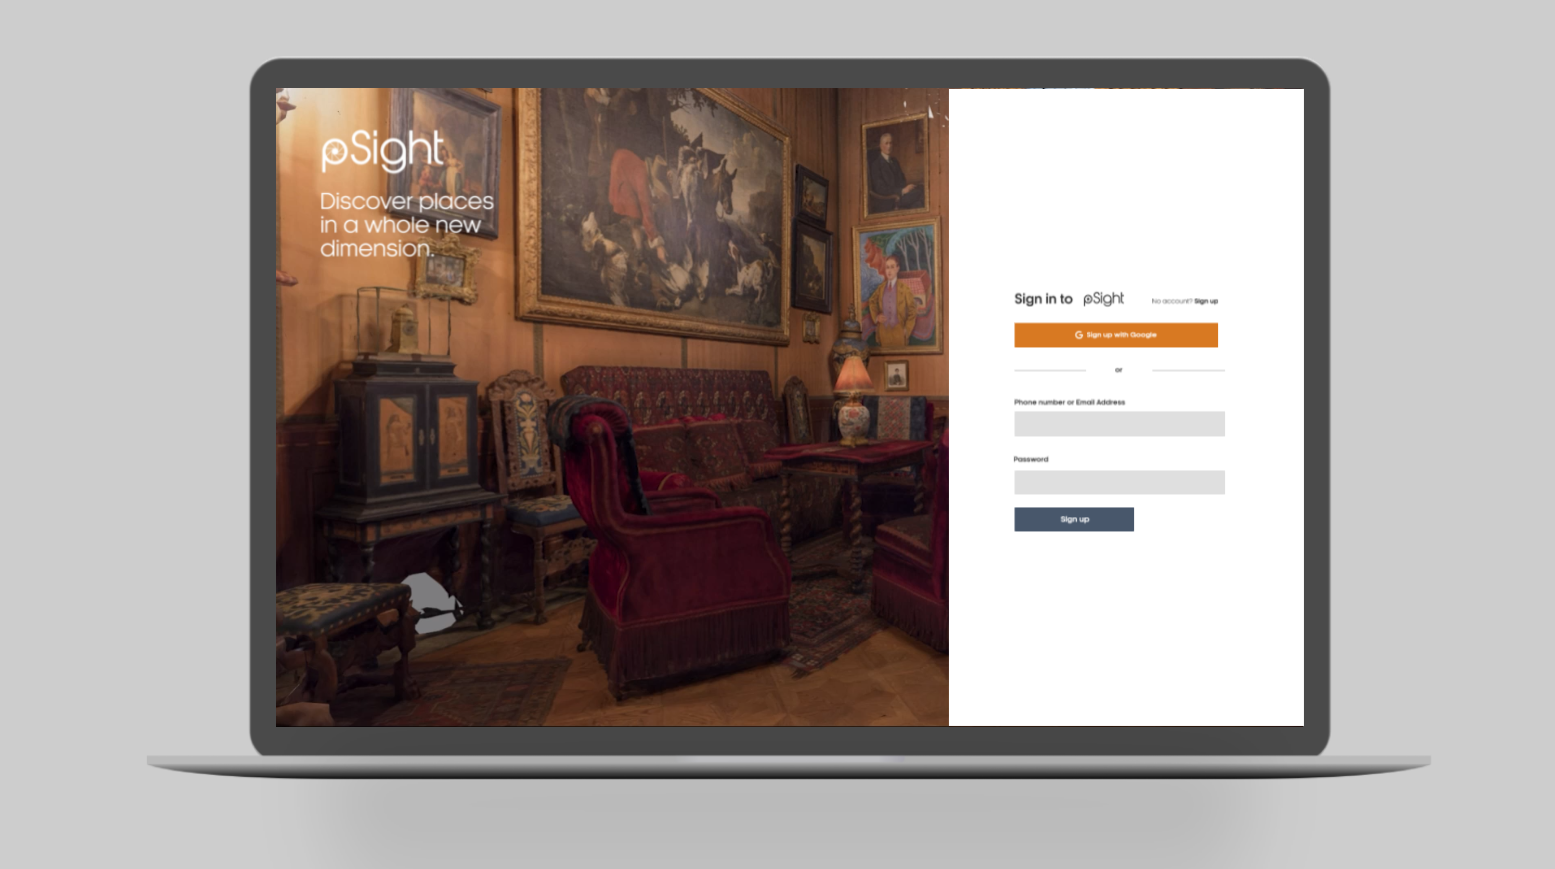 pSight
Discover places
in a whole new
dimension.
Sign in to pSight No account? Sign up
G Sign up with Google
or
Phone number or Email Address
Password
Sign up